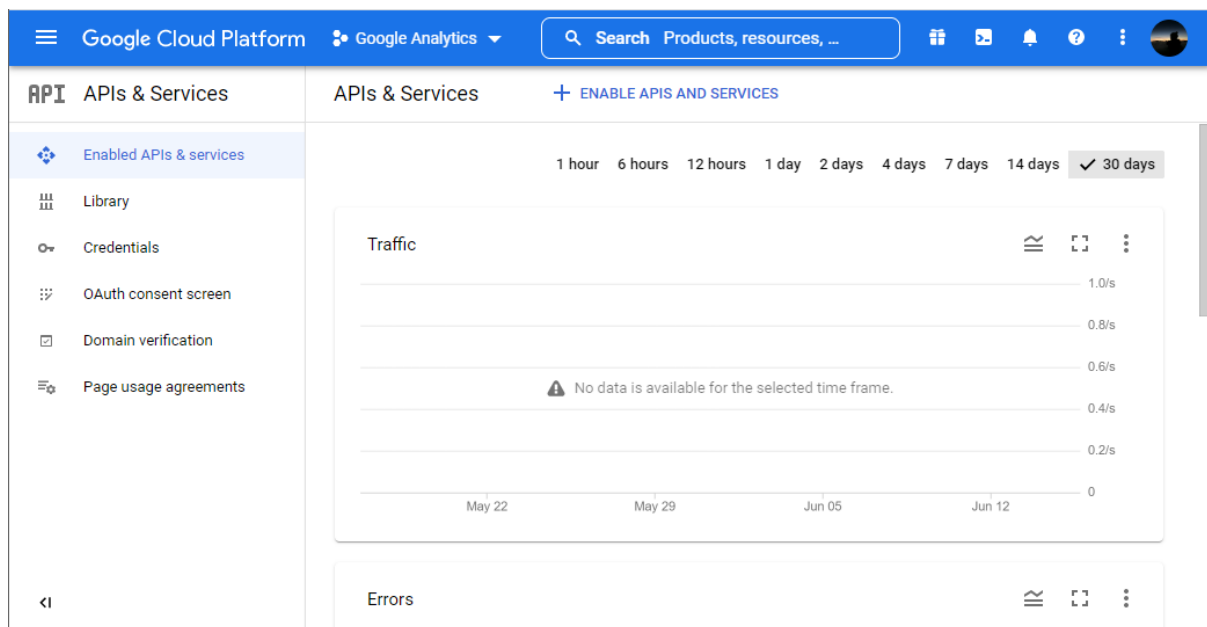 Google Cloud Platform Google Analytics Search Products, resources, ...
API APIs & Services
APIs & Services + ENABLE APIS AND SERVICES
Enabled APIs & services
Library
Credentials
OAuth consent screen
Domain verification
Page usage agreements
1 hour 6 hours 12 hours 1 day 2 days 4 days 7 days 14 days 30 days
Traffic
1.0/s
0.8/s
0.6/s
No data is available for the selected time frame.
0.4/s
0.2/s
0
May 22 May 29 Jun 05 Jun 12
Errors